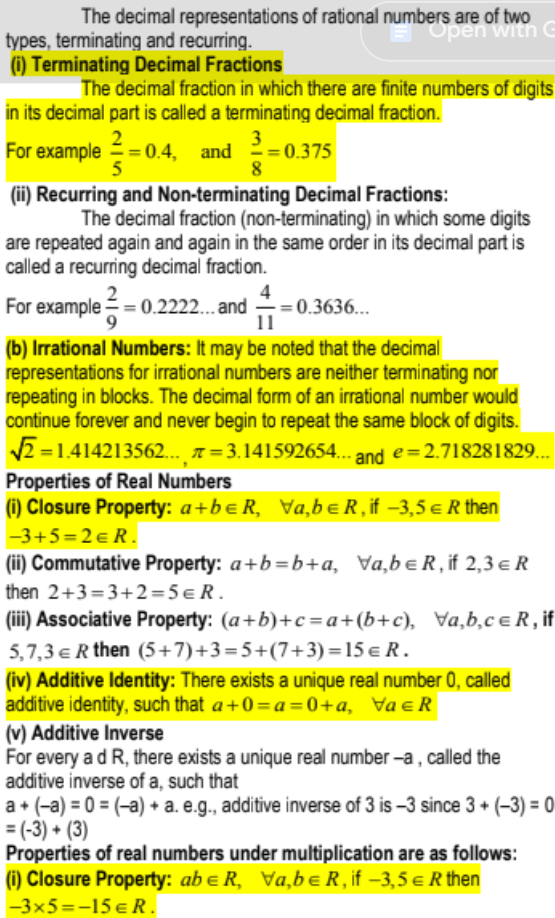 The decimal representations of rational numbers are of two
types, terminating and recurring.
Open with G
(i) Terminating Decimal Fractions
The decimal fraction in which there are finite numbers of digits
in its decimal part is called a terminating decimal fraction.
For example 2/5 = 0.4, and 3/8 = 0.375
(ii) Recurring and Non-terminating Decimal Fractions:
The decimal fraction (non-terminating) in which some digits
are repeated again and again in the same order in its decimal part is
called a recurring decimal fraction.
For example 2/9 = 0.2222... and 4/11 = 0.3636...
(b) Irrational Numbers: It may be noted that the decimal
representations for irrational numbers are neither terminating nor
repeating in blocks. The decimal form of an irrational number would
continue forever and never begin to repeat the same block of digits.
√2 = 1.414213562..., π = 3.141592654... and e = 2.718281829...
Properties of Real Numbers
(i) Closure Property: a+b∈R, ∀a,b∈R, if −3,5∈R then
−3+5=2∈R.
(ii) Commutative Property: a+b=b+a, ∀a,b∈R, if 2,3∈R
then 2+3=3+2=5∈R.
(iii) Associative Property: (a+b)+c=a+(b+c), ∀a,b,c∈R, if
5,7,3∈R then (5+7)+3=5+(7+3)=15∈R.
(iv) Additive Identity: There exists a unique real number 0, called
additive identity, such that a+0=a=0+a, ∀a∈R
(v) Additive Inverse
For every a d R, there exists a unique real number –a , called the
additive inverse of a, such that
a + (–a) = 0 = (–a) + a. e.g., additive inverse of 3 is –3 since 3 + (–3) = 0
= (-3) + (3)
Properties of real numbers under multiplication are as follows:
(i) Closure Property: ab∈R, ∀a,b∈R, if −3,5∈R then
−3×5=−15∈R.